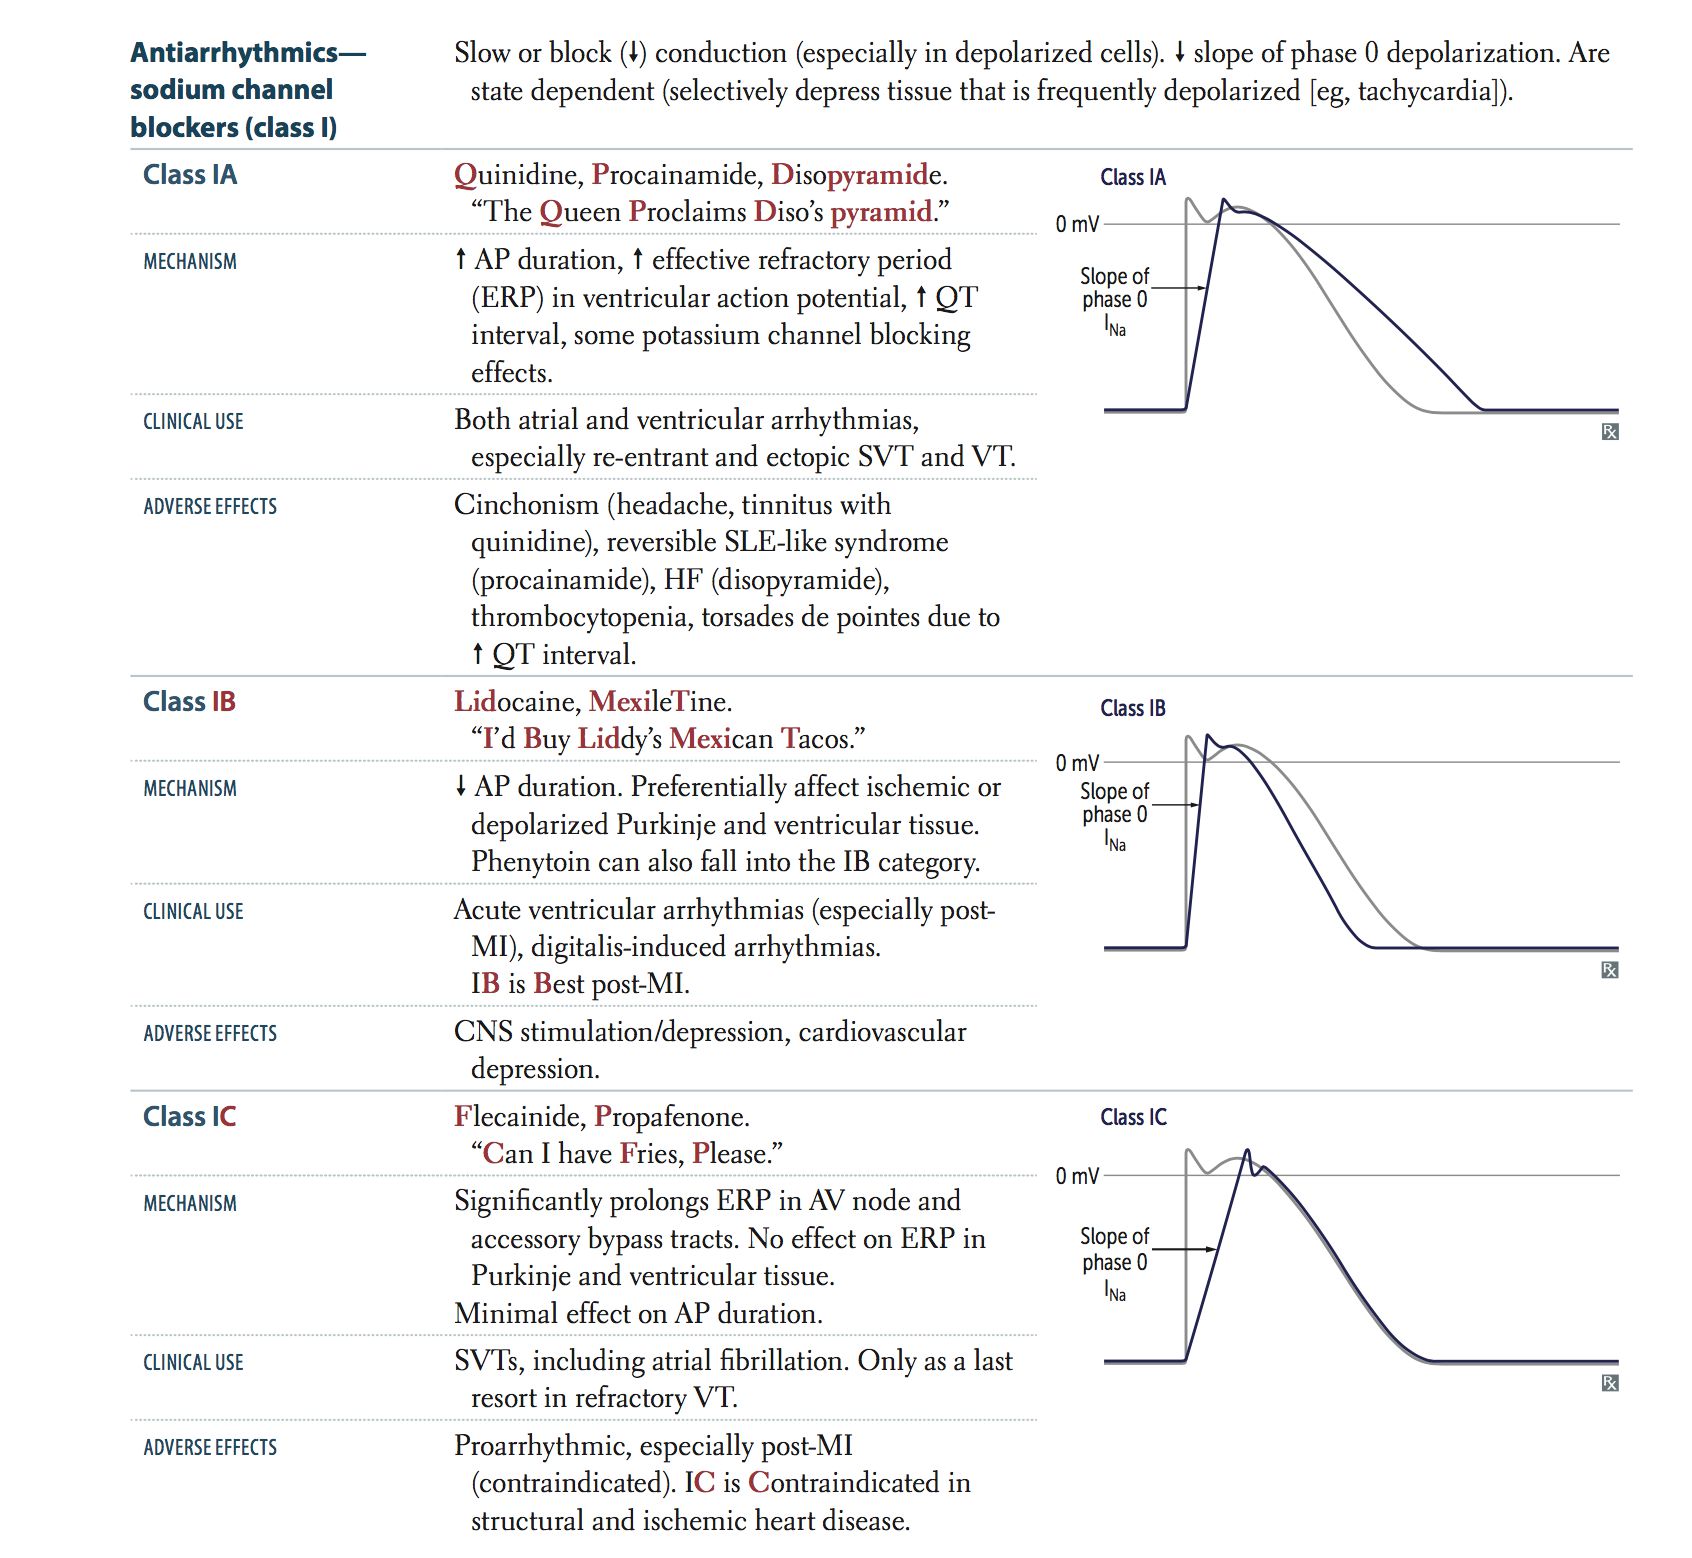 Antiarrhythmics—
sodium channel
blockers (class I)
Slow or block (↓) conduction (especially in depolarized cells). ↓ slope of phase 0 depolarization. Are
state dependent (selectively depress tissue that is frequently depolarized [eg, tachycardia]).
Class IA
Quinidine, Procainamide, Disopyramide.
“The Queen Proclaims Diso’s pyramid.”
MECHANISM
↑ AP duration, ↑ effective refractory period
(ERP) in ventricular action potential, ↑ QT
interval, some potassium channel blocking
effects.
CLINICAL USE
Both atrial and ventricular arrhythmias,
especially re-entrant and ectopic SVT and VT.
ADVERSE EFFECTS
Cinchonism (headache, tinnitus with
quinidine), reversible SLE-like syndrome
(procainamide), HF (disopyramide),
thrombocytopenia, torsades de pointes due to
↑ QT interval.
Class IA
0 mV
Slope of
phase 0
INa
Rx
Class IB
Lidocaine, MexileTine.
“I’d Buy Liddy’s Mexican Tacos.”
MECHANISM
↓ AP duration. Preferentially affect ischemic or
depolarized Purkinje and ventricular tissue.
Phenytoin can also fall into the IB category.
CLINICAL USE
Acute ventricular arrhythmias (especially post-
MI), digitalis-induced arrhythmias.
IB is Best post-MI.
ADVERSE EFFECTS
CNS stimulation/depression, cardiovascular
depression.
Class IB
0 mV
Slope of
phase 0
INa
Rx
Class IC
Flecainide, Propafenone.
“Can I have Fries, Please.”
MECHANISM
Significantly prolongs ERP in AV node and
accessory bypass tracts. No effect on ERP in
Purkinje and ventricular tissue.
Minimal effect on AP duration.
CLINICAL USE
SVTs, including atrial fibrillation. Only as a last
resort in refractory VT.
ADVERSE EFFECTS
Proarrhythmic, especially post-MI
(contraindicated). IC is Contraindicated in
structural and ischemic heart disease.
Class IC
0 mV
Slope of
phase 0
INa
Rx